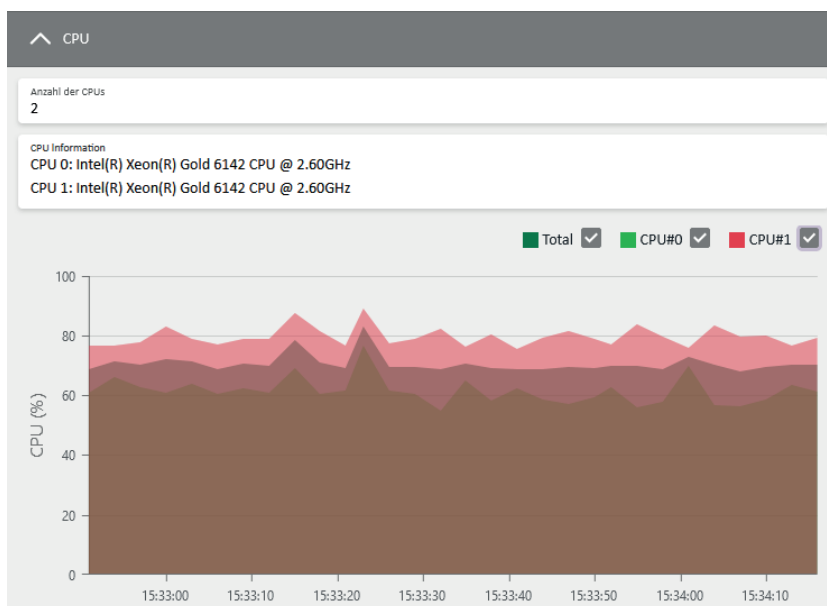 CPU
Anzahl der CPUs
2
CPU Information
CPU 0: Intel(R) Xeon(R) Gold 6142 CPU @ 2.60GHz
CPU 1: Intel(R) Xeon(R) Gold 6142 CPU @ 2.60GHz
Total CPU#0 CPU#1
100
80
60
40
20
0
CPU (%)
15:33:00 15:33:10 15:33:20 15:33:30 15:33:40 15:33:50 15:34:00 15:34:10